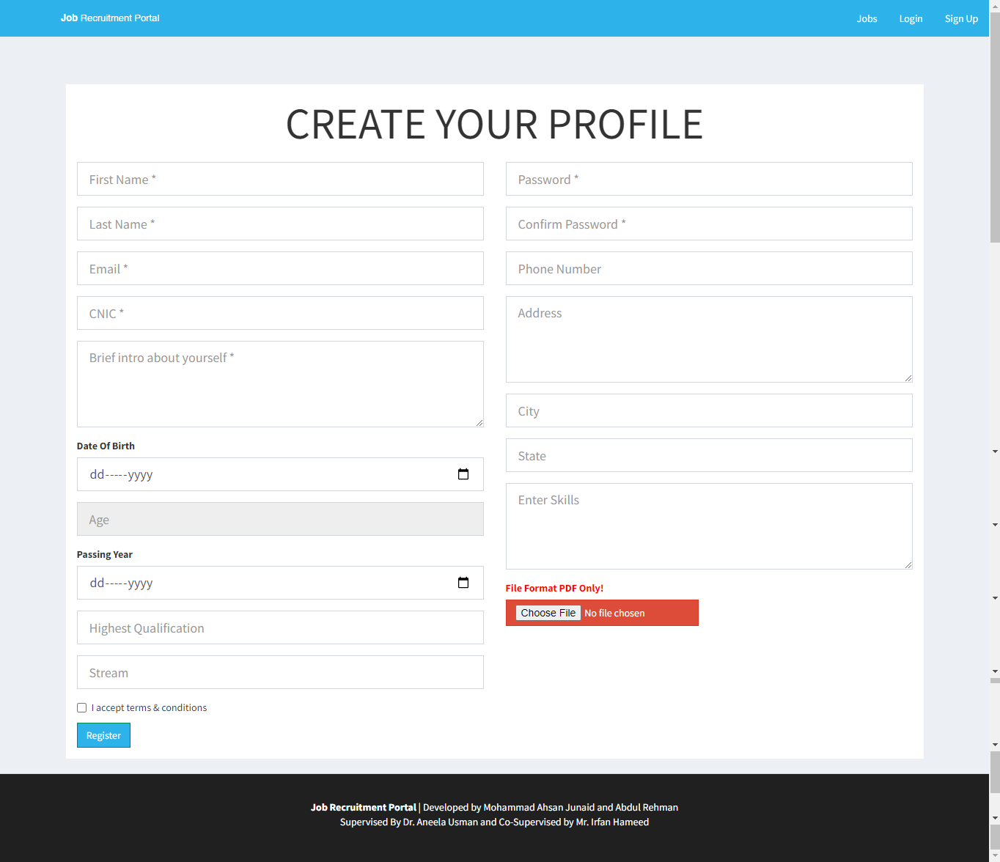 Job Recruitment Portal
Jobs
Login
Sign Up
CREATE YOUR PROFILE
First Name *
Last Name *
Email *
CNIC *
Brief intro about yourself *
Date Of Birth
dd-----yyyy
Age
Passing Year
dd-----yyyy
Highest Qualification
Stream
I accept terms & conditions
Register
Password *
Confirm Password *
Phone Number
Address
City
State
Enter Skills
File Format PDF Only!
Choose File No file chosen
Job Recruitment Portal | Developed by Mohammad Ahsan Junaid and Abdul Rehman
Supervised By Dr. Aneela Usman and Co-Supervised by Mr. Irfan Hameed